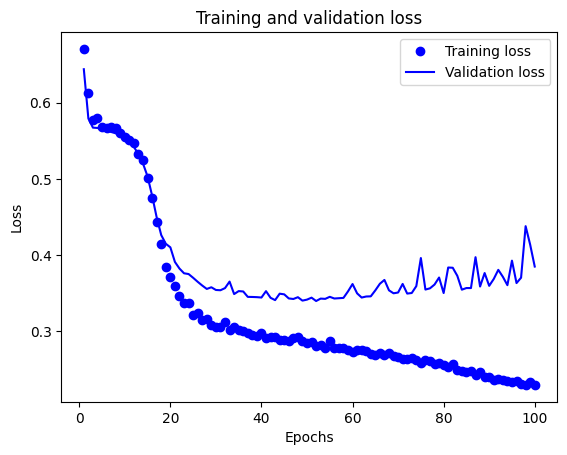 Training and validation loss
Training loss
Validation loss
0.6
0.5
0.4
0.3
Loss
0
20
40
60
80
100
Epochs